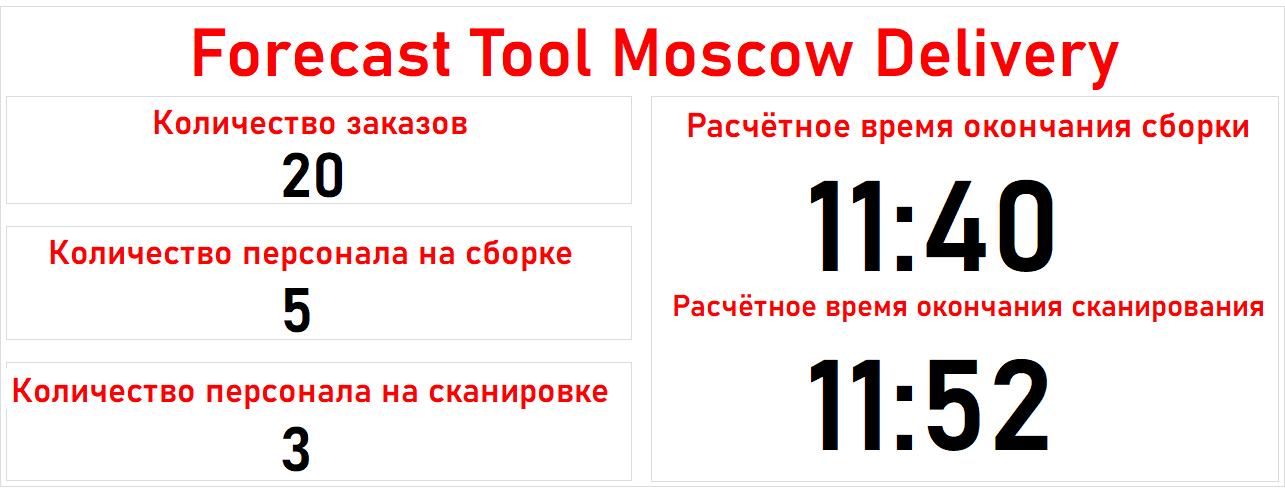 Forecast Tool Moscow Delivery
Количество заказов
20
Количество персонала на сборке
5
Количество персонала на сканировке
3
Расчётное время окончания сборки
11:40
Расчётное время окончания сканирования
11:52